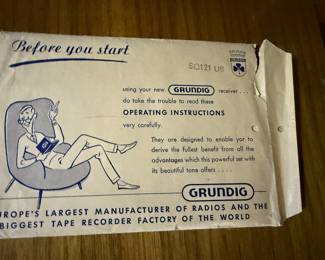 Before you start
SO121 US
GRUNDIG
using your new GRUNDIG receiver . . .
do take the trouble to read these
OPERATING INSTRUCTIONS
very carefully.
They are designed to enable you to
derive the fullest benefit from all the
advantages which this powerful set with
its beautiful tone offers . . . .
GRUNDIG
UROPE'S LARGEST MANUFACTURER OF RADIOS AND THE
BIGGEST TAPE RECORDER FACTORY OF THE WORLD